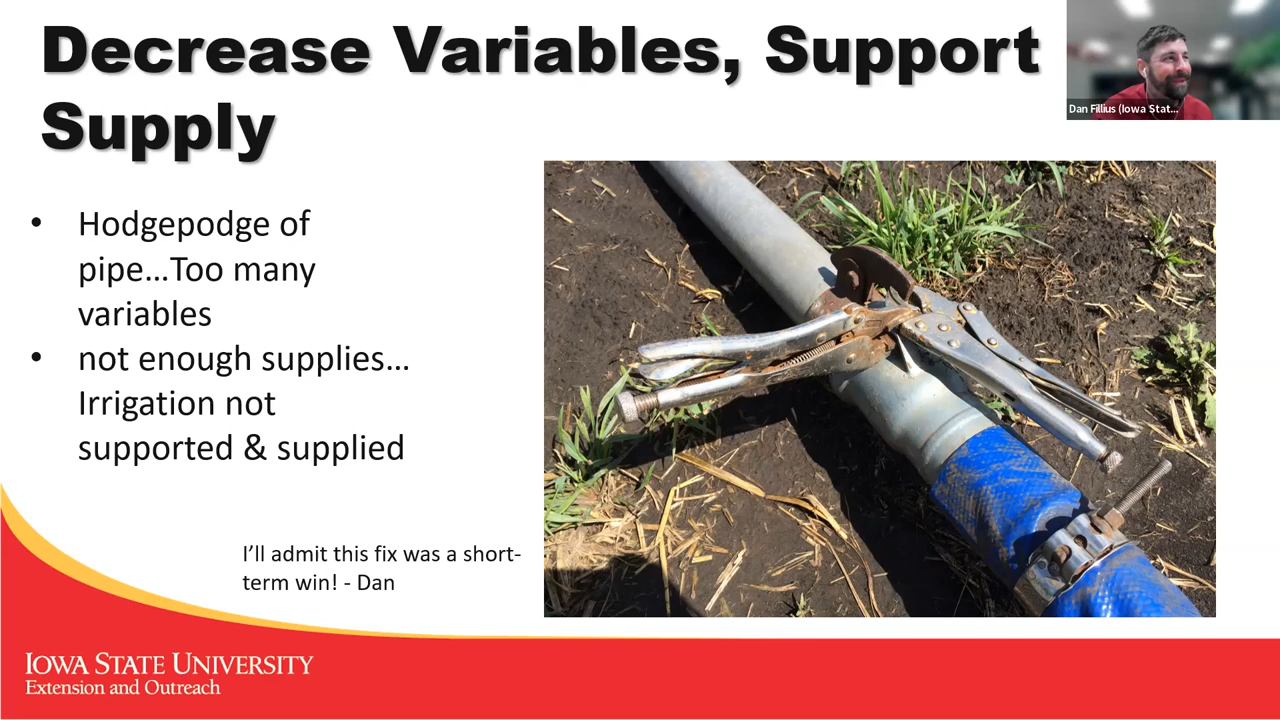 Decrease Variables, Support
Supply
Dan Fillius (Iowa Stat...
• Hodgepodge of
pipe...Too many
variables
• not enough supplies...
Irrigation not
supported & supplied
I'll admit this fix was a short-
term win! - Dan
IOWA STATE UNIVERSITY
Extension and Outreach